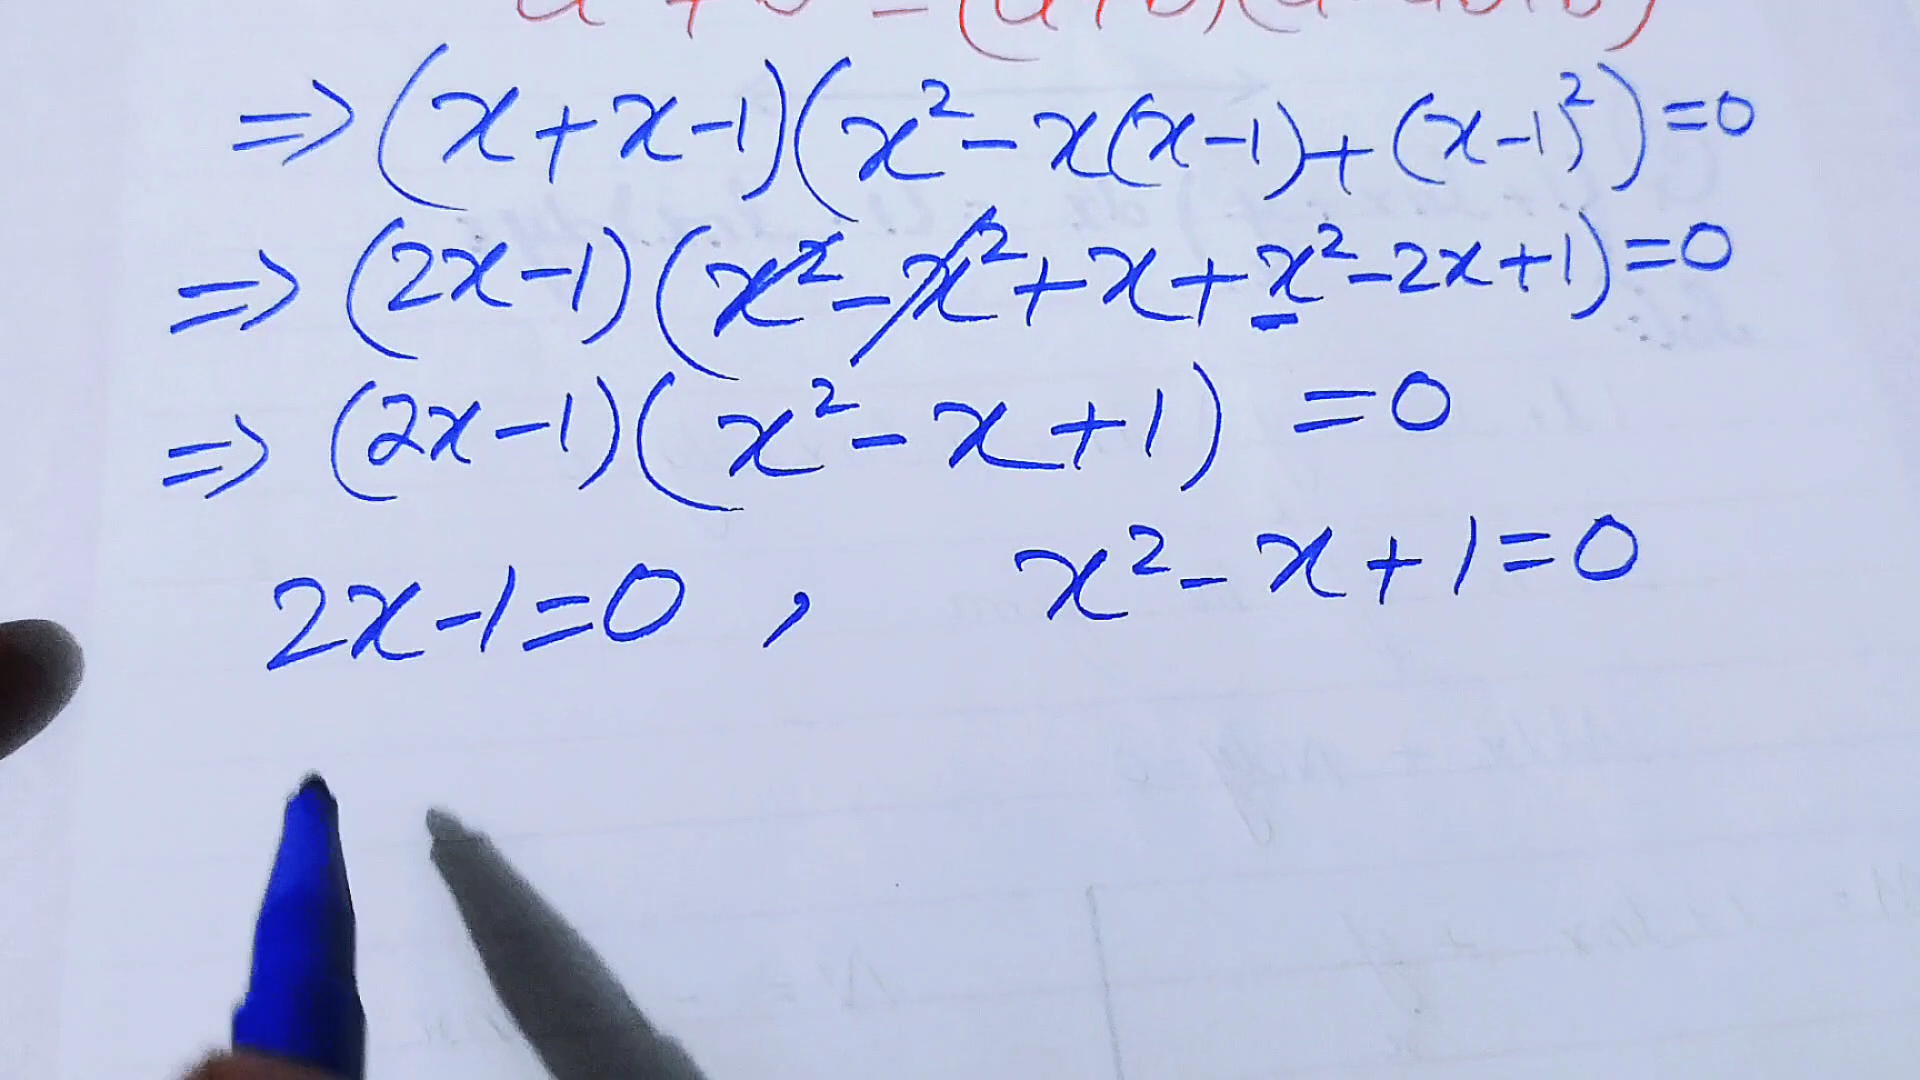 ⇒ (x + x - 1)(x² - x(x-1) + (x-1)²) = 0
⇒ (2x - 1)(x² - x² + x + x² - 2x + 1) = 0
⇒ (2x - 1)(x² - x + 1) = 0
2x - 1 = 0 , x² - x + 1 = 0